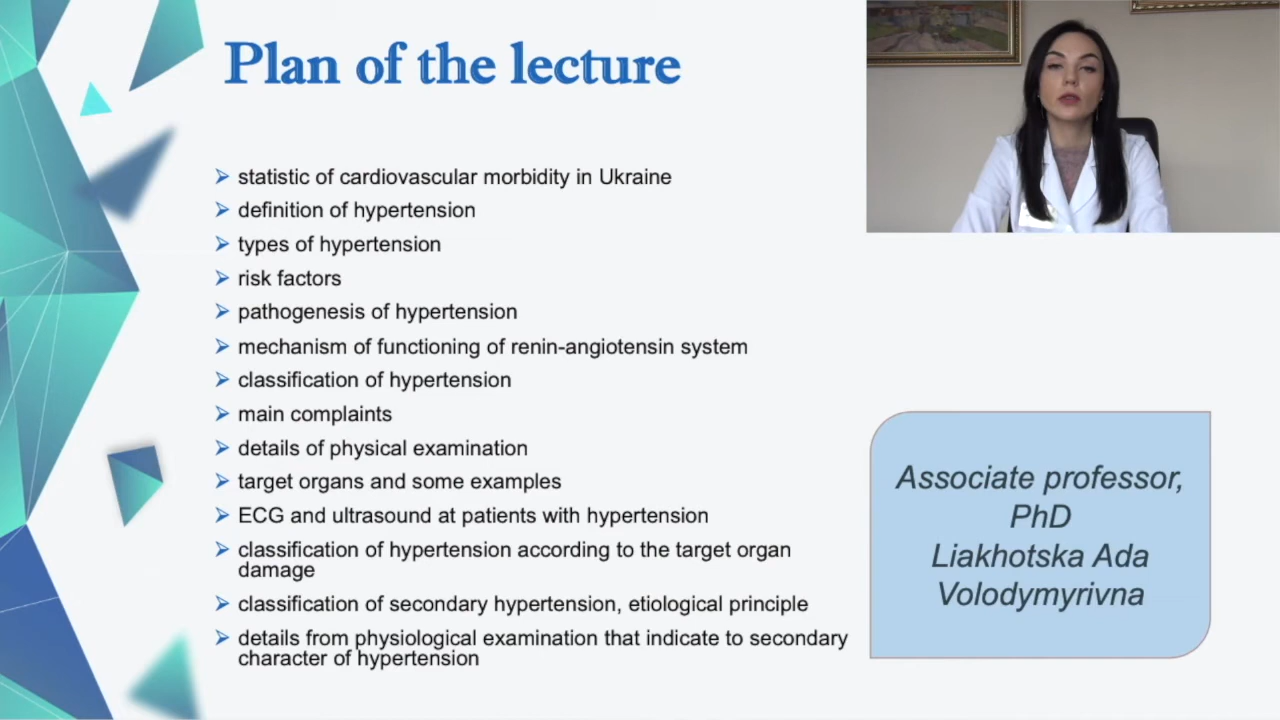 Plan of the lecture
statistic of cardiovascular morbidity in Ukraine
definition of hypertension
types of hypertension
risk factors
pathogenesis of hypertension
mechanism of functioning of renin-angiotensin system
classification of hypertension
main complaints
details of physical examination
target organs and some examples
ECG and ultrasound at patients with hypertension
classification of hypertension according to the target organ
damage
classification of secondary hypertension, etiological principle
details from physiological examination that indicate to secondary
character of hypertension
Associate professor,
PhD
Liakhotska Ada
Volodymyrivna